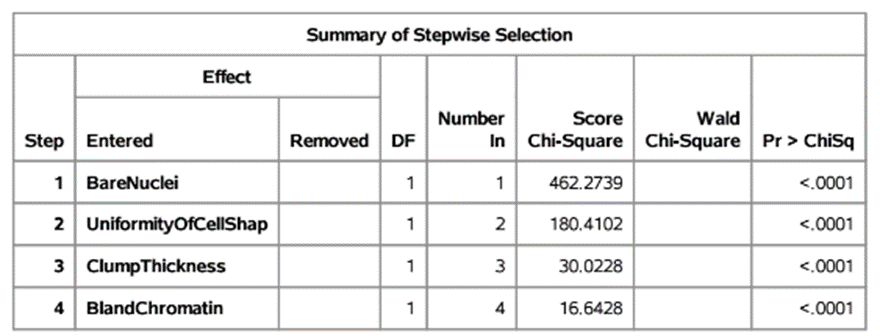 Summary of Stepwise Selection
Effect
Step Entered Removed DF Number In Score Chi-Square Wald Chi-Square Pr > ChiSq
1 BareNuclei 1 1 462.2739 <.0001
2 UniformityOfCellShap 1 2 180.4102 <.0001
3 ClumpThickness 1 3 30.0228 <.0001
4 BlandChromatin 1 4 16.6428 <.0001